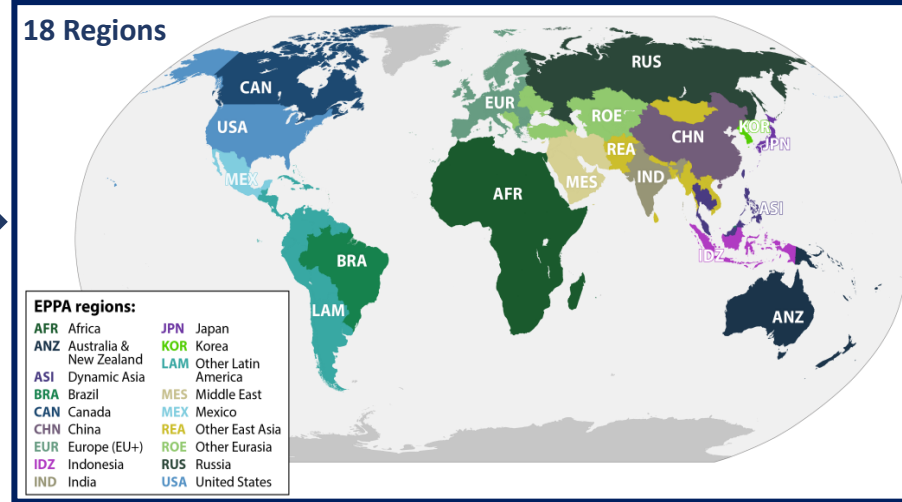 18 Regions
CAN
USA
MEX
BRA
LAM
EUR
AFR
MES
RUS
ROE
REA
IND
CHN
KOR
JPN
ASI
IDZ
ANZ
EPPA regions:
AFR Africa
ANZ Australia &
New Zealand
ASI Dynamic Asia
BRA Brazil
CAN Canada
CHN China
EUR Europe (EU+)
IDZ Indonesia
IND India
JPN Japan
KOR Korea
LAM Other Latin
America
MES Middle East
MEX Mexico
REA Other East Asia
ROE Other Eurasia
RUS Russia
USA United States